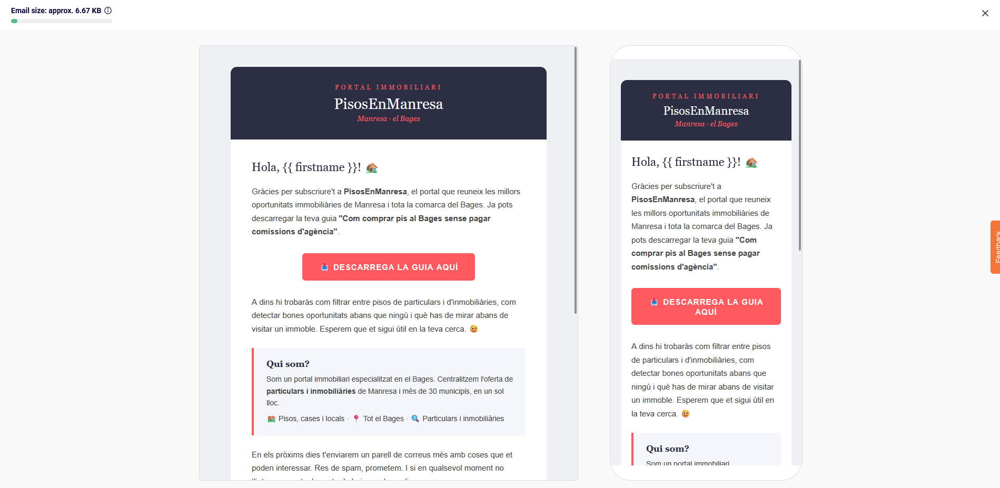 Email size: approx. 6.67 KB
PORTAL IMMOBILIARI
PisosEnManresa
Manresa · el Bages
Hola, {{ firstname }}! 🏡
Gràcies per subscriure't a PisosEnManresa, el portal que reuneix les millors
oportunitats immobiliàries de Manresa i tota la comarca del Bages. Ja pots
descarregar la teva guia "Com comprar pis al Bages sense pagar
comissions d'agència".
📥 DESCARREGA LA GUIA AQUÍ
A dins hi trobaràs com filtrar entre pisos de particulars i d'inmobiliàries, com
detectar bones oportunitats abans que ningú i què has de mirar abans de
visitar un immoble. Esperem que et sigui útil en la teva cerca. 😉
Qui som?
Som un portal immobiliari especialitzat en el Bages. Centralitzem l'oferta de
particulars i inmobiliàries de Manresa i més de 30 municipis, en un sol
lloc.
🏘️ Pisos, cases i locals · 📍 Tot el Bages · 🔍 Particulars i inmobiliàries
En els pròxims dies t'enviarem un parell de correus més amb coses que et
poden interessar. Res de spam, prometem. I si en qualsevol moment no
PORTAL IMMOBILIARI
PisosEnManresa
Manresa · el Bages
Hola, {{ firstname }}! 🏡
Gràcies per subscriure't a
PisosEnManresa, el portal que reuneix
les millors oportunitats immobiliàries de
Manresa i tota la comarca del Bages. Ja
pots descarregar la teva guia "Com
comprar pis al Bages sense pagar
comissions d'agència".
📥 DESCARREGA LA GUIA
AQUÍ
A dins hi trobaràs com filtrar entre pisos
de particulars i d'inmobiliàries, com
detectar bones oportunitats abans que
ningú i què has de mirar abans de visitar
un immoble. Esperem que et sigui útil en
la teva cerca. 😉
Qui som?
Som un portal immobiliari
Feedback